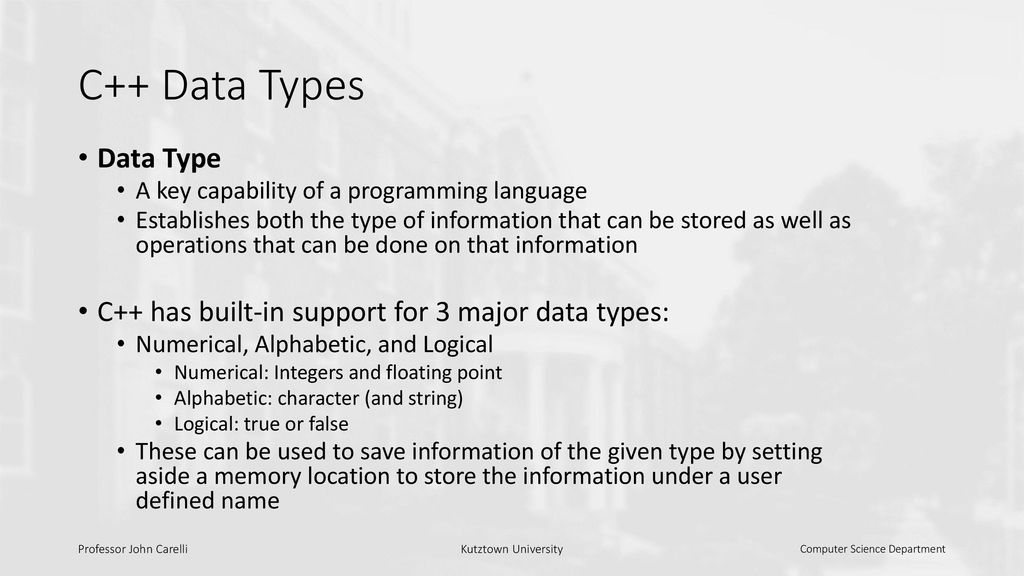 C++ Data Types
• Data Type
• A key capability of a programming language
• Establishes both the type of information that can be stored as well as
operations that can be done on that information
• C++ has built-in support for 3 major data types:
• Numerical, Alphabetic, and Logical
• Numerical: Integers and floating point
• Alphabetic: character (and string)
• Logical: true or false
• These can be used to save information of the given type by setting
aside a memory location to store the information under a user
defined name
Professor John Carelli
Kutztown University
Computer Science Department